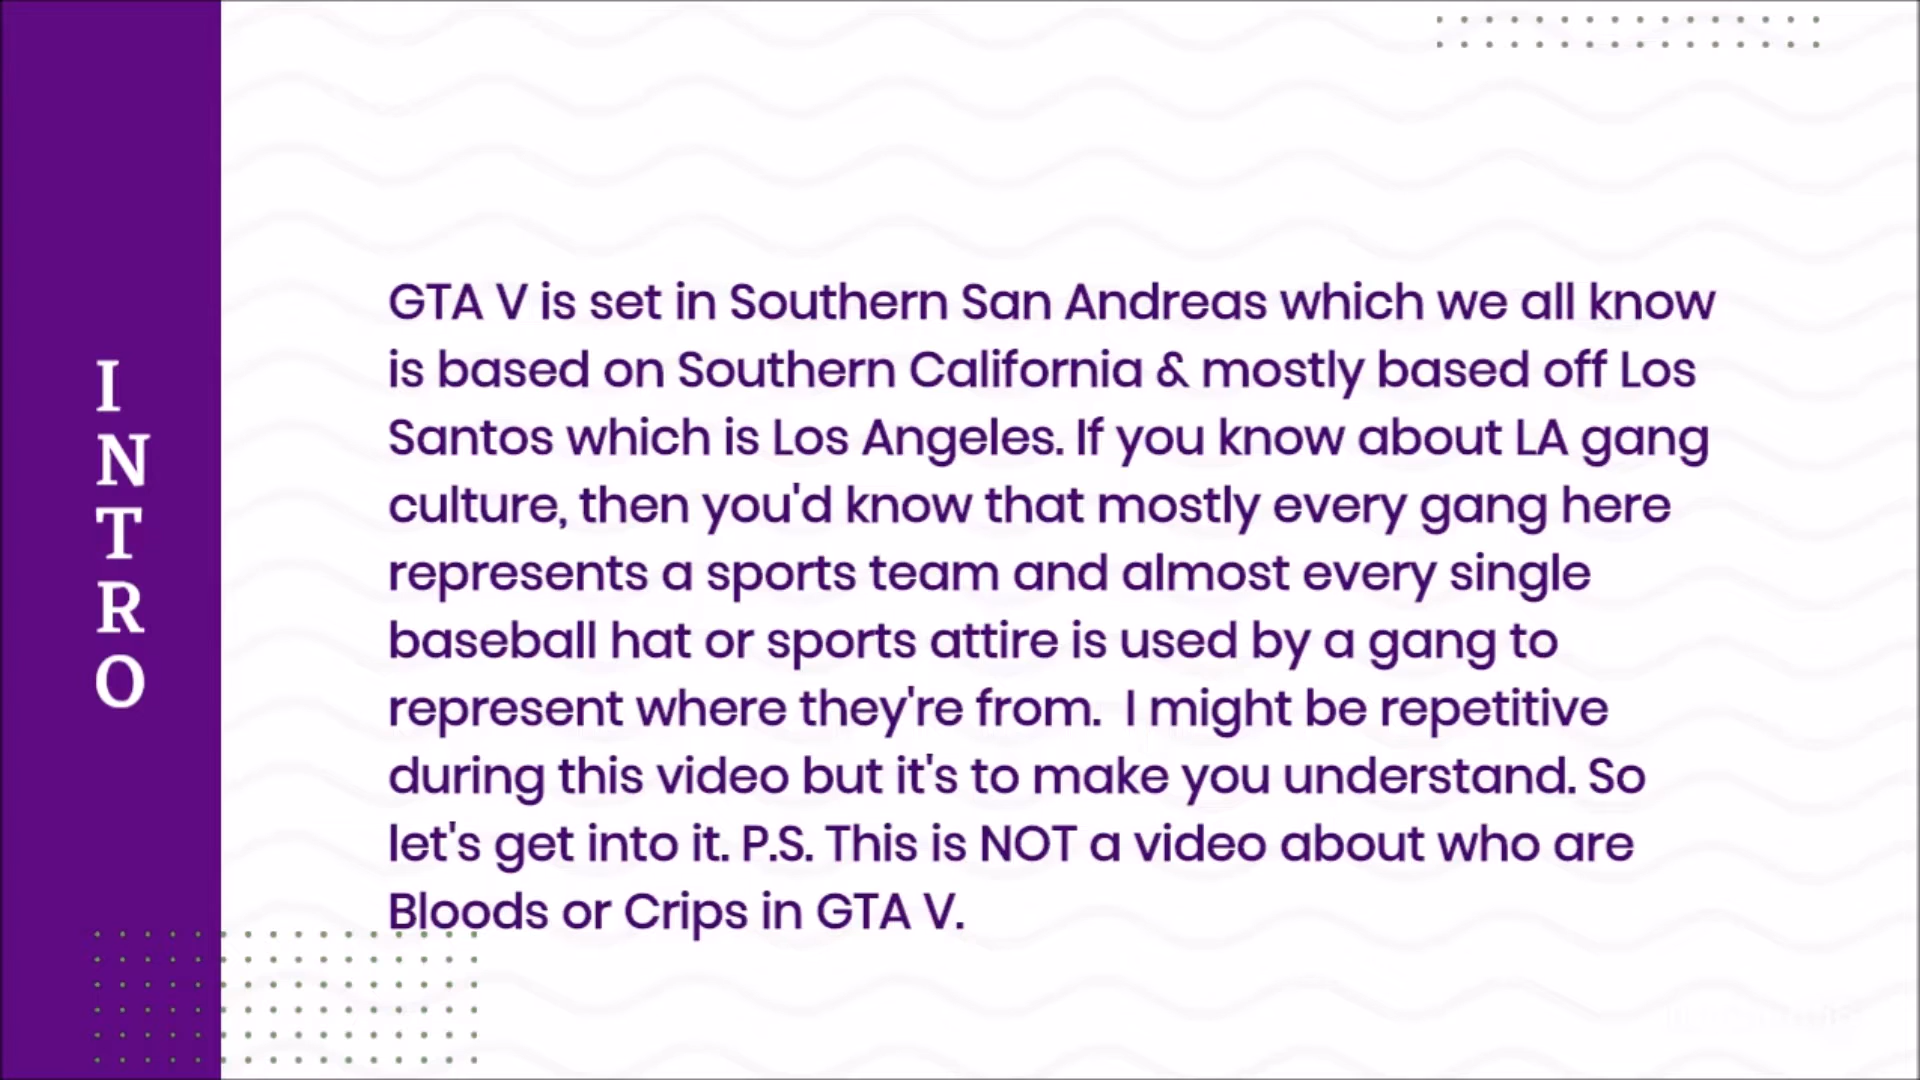 INTRO
GTA V is set in Southern San Andreas which we all know
is based on Southern California & mostly based off Los
Santos which is Los Angeles. If you know about LA gang
culture, then you'd know that mostly every gang here
represents a sports team and almost every single
baseball hat or sports attire is used by a gang to
represent where they're from.  I might be repetitive
during this video but it's to make you understand. So
let's get into it. P.S. This is NOT a video about who are
Bloods or Crips in GTA V.